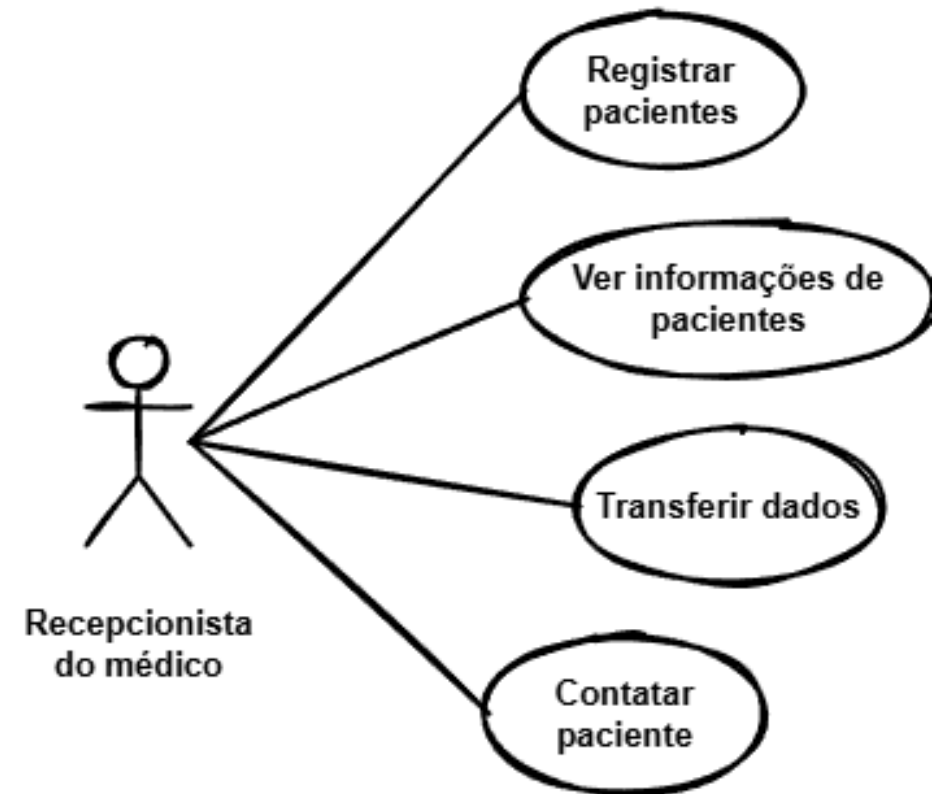 Registrar
pacientes
Ver informações de
pacientes
Transferir dados
Recepcionista
do médico
Contatar
paciente